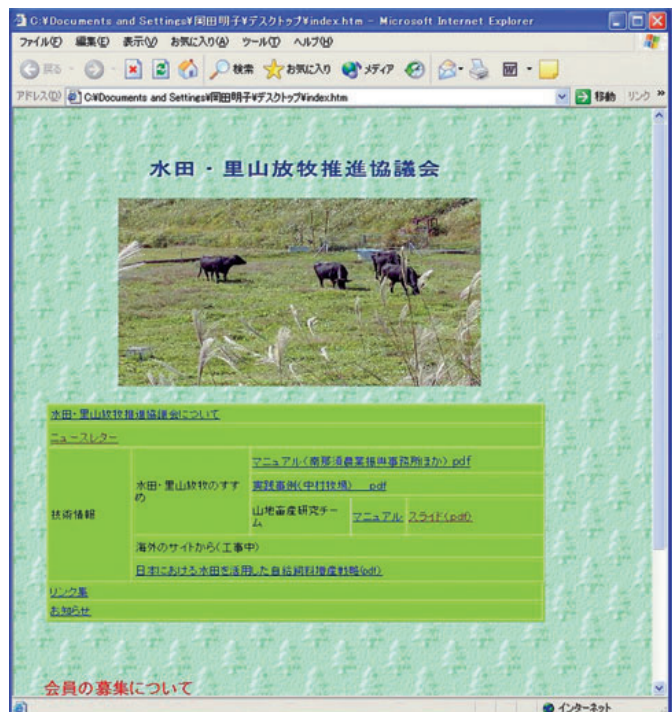 C:¥Documents and Settings¥岡田明子¥デスクトップ¥index.htm - Microsoft Internet Explorer
ファイル(F) 編集(E) 表示(V) お気に入り(A) ツール(T) ヘルプ(H)
戻る 検索 お気に入り メディア
アドレス(D) C:¥Documents and Settings¥岡田明子¥デスクトップ¥index.htm 移動 リンク »
水田・里山放牧推進協議会
水田・里山放牧推進協議会について
ニュースレター
技術情報
水田・里山放牧のすす
め
マニュアル(南那須農業振興事務所ほか) pdf
実践事例(中村牧場) pdf
山地畜産研究チー
ム
マニュアル スライド(pdf)
海外のサイトから(工事中)
日本における水田を活用した自給飼料増産戦略(pdf)
リンク集
お知らせ
会員の募集について
インターネット